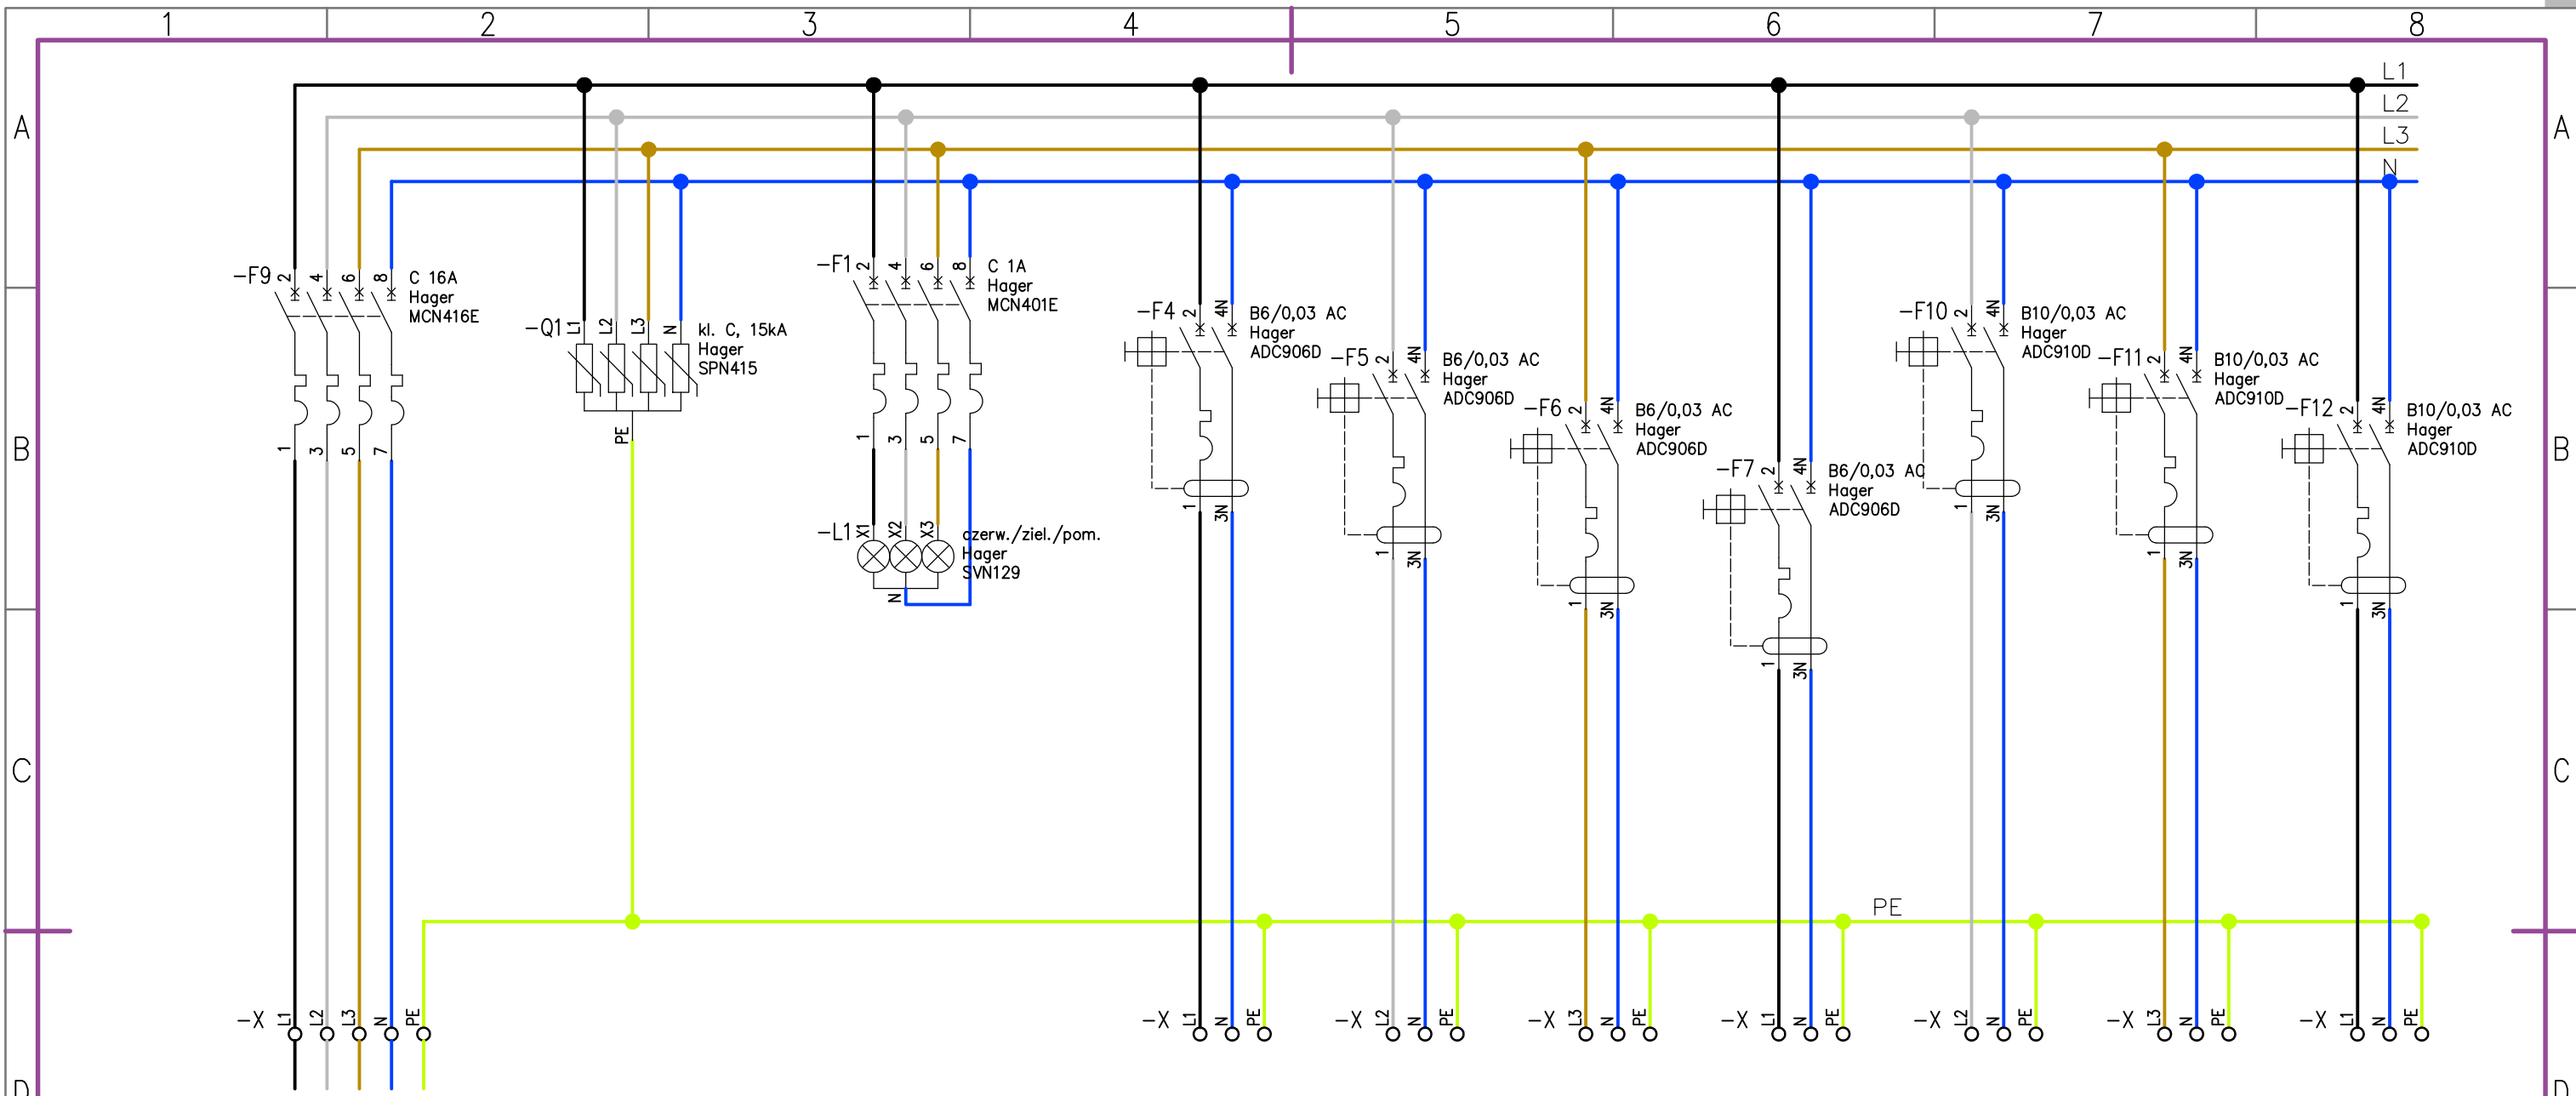 1 2 3 4 5 6 7 8
A A
L1
L2
L3
N
-F9 2 4 6 8
C 16A
Hager
MCN416E
1 3 5 7
-Q1 L1 L2 L3 N
kl. C, 15kA
Hager
SPN415
PE
-F1 2 4 6 8
C 1A
Hager
MCN401E
1 3 5 7
-L1 X1 X2 X3
czerw./ziel./pom.
Hager
SVN129
N
-F4 2 4N
B6/0,03 AC
Hager
ADC906D
1 3N
-F5 2 4N
B6/0,03 AC
Hager
ADC906D
1 3N
-F6 2 4N
B6/0,03 AC
Hager
ADC906D
1 3N
-F7 2 4N
B6/0,03 AC
Hager
ADC906D
1 3N
-F10 2 4N
B10/0,03 AC
Hager
ADC910D
1 3N
-F11 2 4N
B10/0,03 AC
Hager
ADC910D
1 3N
-F12 2 4N
B10/0,03 AC
Hager
ADC910D
1 3N
B B
C C
PE
-X L1 L2 L3 N PE
-X L1 N PE
-X L2 N PE
-X L3 N PE
-X L1 N PE
-X L2 N PE
-X L3 N PE
-X L1 N PE
D D